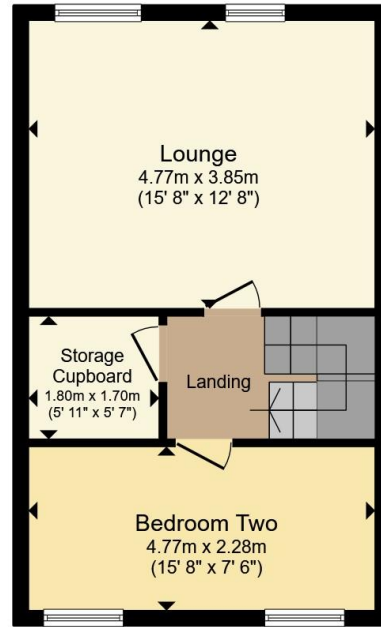 Lounge
4.77m x 3.85m
(15' 8" x 12' 8")
Storage
Cupboard
1.80m x 1.70m
(5' 11" x 5' 7")
Landing
Bedroom Two
4.77m x 2.28m
(15' 8" x 7' 6")